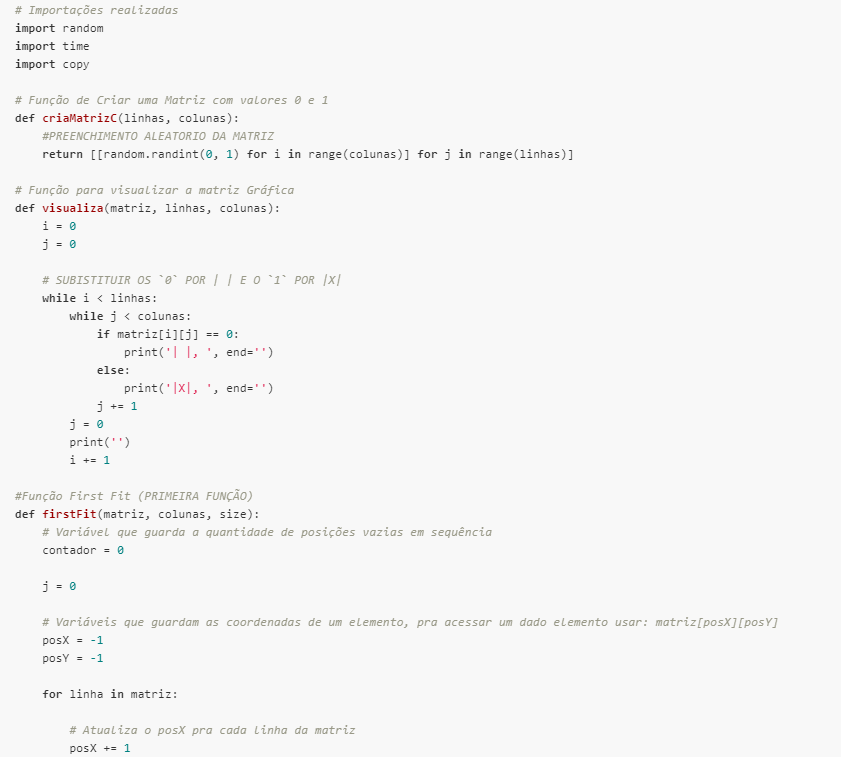 # Importações realizadas
import random
import time
import copy

# Função de Criar uma Matriz com valores 0 e 1
def criaMatrizC(linhas, colunas):
    #PREENCHIMENTO ALEATORIO DA MATRIZ
    return [[random.randint(0, 1) for i in range(colunas)] for j in range(linhas)]

# Função para visualizar a matriz Gráfica
def visualiza(matriz, linhas, colunas):
    i = 0
    j = 0

    # SUBISTITUIR OS `0` POR | | E O `1` POR |X|
    while i < linhas:
        while j < colunas:
            if matriz[i][j] == 0:
                print('| |, ', end='')
            else:
                print('|X|, ', end='')
            j += 1
        j = 0
        print('')
        i += 1

#Função First Fit (PRIMEIRA FUNÇÃO)
def firstFit(matriz, colunas, size):
    # Variável que guarda a quantidade de posições vazias em sequência
    contador = 0

    j = 0

    # Variáveis que guardam as coordenadas de um elemento, pra acessar um dado elemento usar: matriz[posX][posY]
    posX = -1
    posY = -1

    for linha in matriz:

        # Atualiza o posX pra cada linha da matriz
        posX += 1